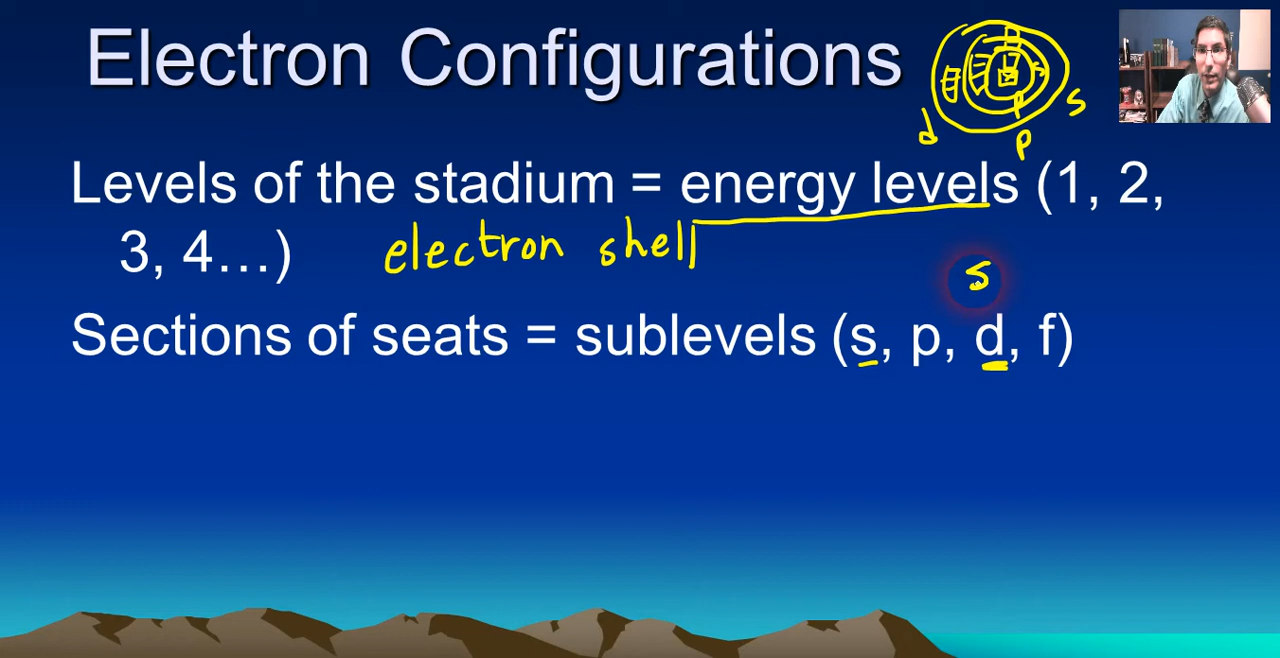 Electron Configurations
d
p
s
Levels of the stadium = energy levels (1, 2,
3, 4…)
electron shell
s
Sections of seats = sublevels (s, p, d, f)